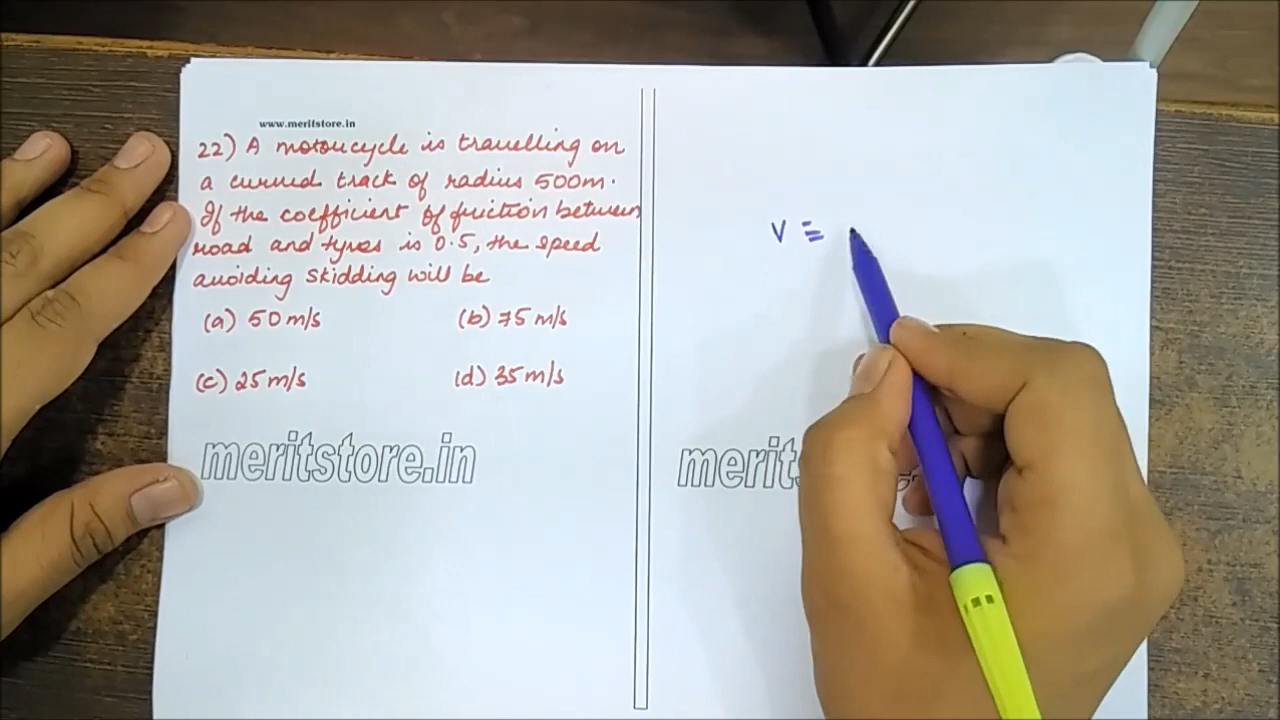 www.meritstore.in
22) A motorcycle is travelling on
a curved track of radius 500m.
If the coefficient of friction between
road and tyres is 0.5, the speed
avoiding skidding will be
(a) 50 m/s (b) 75 m/s
(c) 25 m/s (d) 35 m/s
meritstore.in
V =
merits